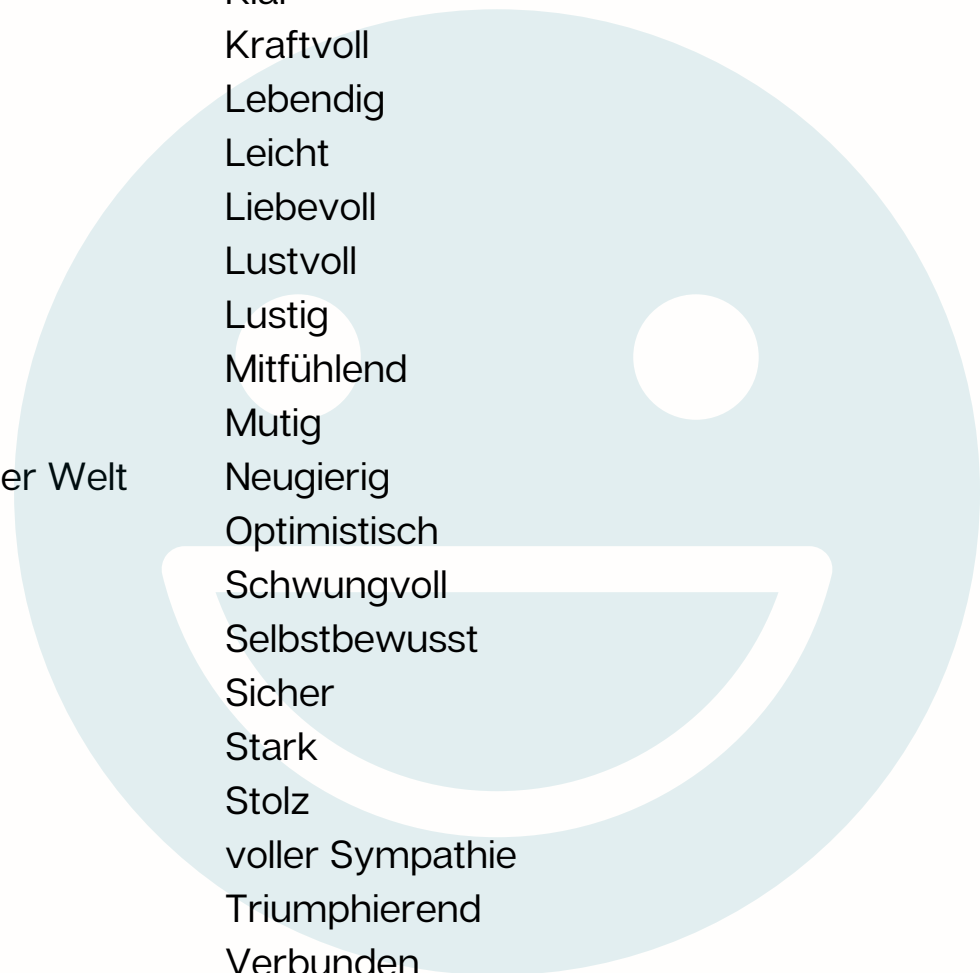 Klar
Kraftvoll
Lebendig
Leicht
Liebevoll
Lustvoll
Lustig
Mitfühlend
Mutig
er Welt
Neugierig
Optimistisch
Schwungvoll
Selbstbewusst
Sicher
Stark
Stolz
voller Sympathie
Triumphierend
Verbunden